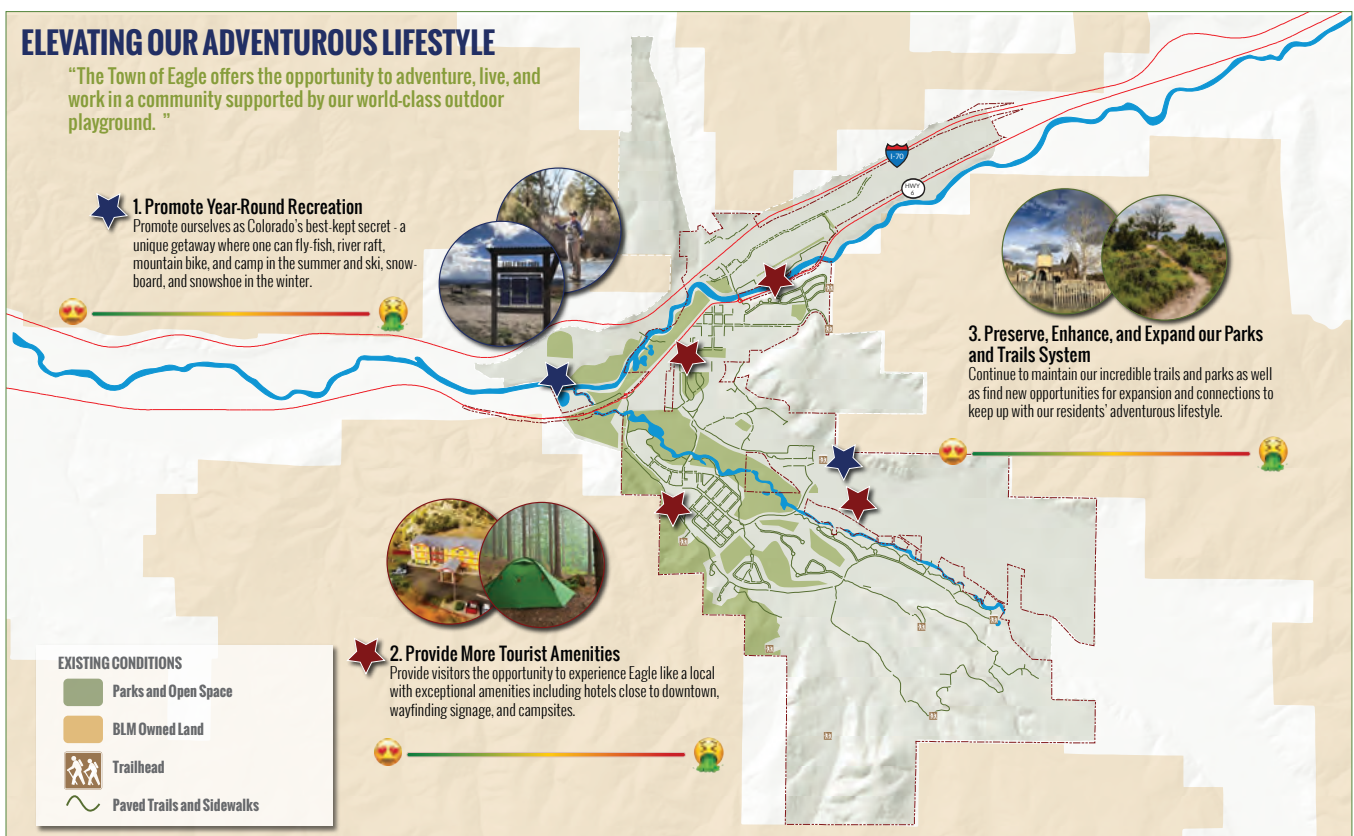 ELEVATING OUR ADVENTUROUS LIFESTYLE
“The Town of Eagle offers the opportunity to adventure, live, and
work in a community supported by our world-class outdoor
playground. ”
1. Promote Year-Round Recreation
Promote ourselves as Colorado’s best-kept secret - a
unique getaway where one can fly-fish, river raft,
mountain bike, and camp in the summer and ski, snow-
board, and snowshoe in the winter.
I-70
HWY
6
3. Preserve, Enhance, and Expand our Parks
and Trails System
Continue to maintain our incredible trails and parks as well
as find new opportunities for expansion and connections to
keep up with our residents’ adventurous lifestyle.
2. Provide More Tourist Amenities
Provide visitors the opportunity to experience Eagle like a local
with exceptional amenities including hotels close to downtown,
wayfinding signage, and campsites.
EXISTING CONDITIONS
Parks and Open Space
BLM Owned Land
Trailhead
Paved Trails and Sidewalks